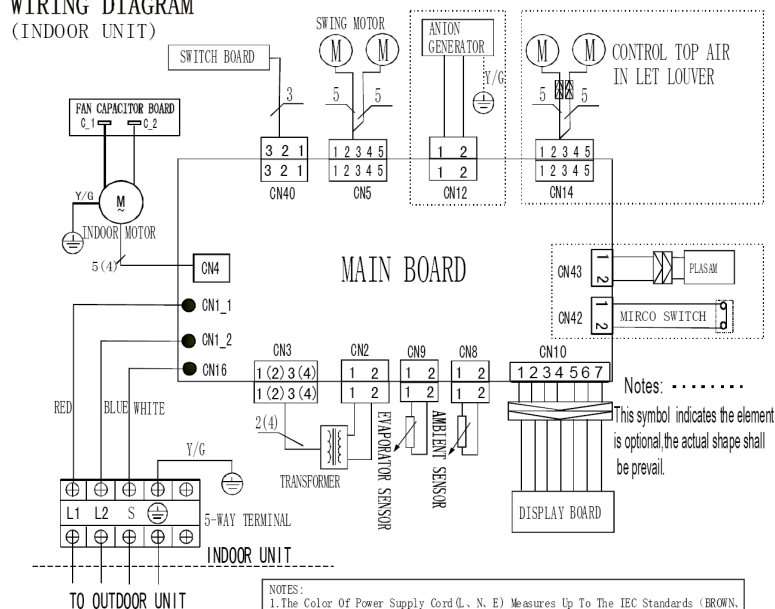 WIRING DIAGRAM
(INDOOR UNIT)
SWITCH BOARD
3
3 2 1
3 2 1
CN40
SWING MOTOR
M M
5 5
1 2 3 4 5
1 2 3 4 5
CN5
ANION
GENERATOR
Y/G
1 2
1 2
CN12
M M
CONTROL TOP AIR
IN LET LOUVER
5 5
1 2 3 4 5
1 2 3 4 5
CN14
FAN CAPACITOR BOARD
C_1 C_2
Y/G
M
~
INDOOR MOTOR
5(4)
CN4
CN1_1
CN1_2
CN16
MAIN BOARD
CN43
1 2
PLASAM
CN42
1 2
MIRCO SWITCH
CN3
1(2)3(4)
1(2)3(4)
2(4)
TRANSFORMER
CN2
1 2
1 2
EVAPORATOR SENSOR
CN9
1 2
1 2
AMBIENT SENSOR
CN8
1 2
1 2
CN10
1 2 3 4 5 6 7
DISPLAY BOARD
Notes: ········
This symbol indicates the element
is optional,the actual shape shall
be prevail.
RED
BLUE
WHITE
Y/G
L1 L2 S
5-WAY TERMINAL
INDOOR UNIT
TO OUTDOOR UNIT
NOTES:
1.The Color Of Power Supply Cord(L、N、E) Measures Up To The IEC Standards (BROWN,